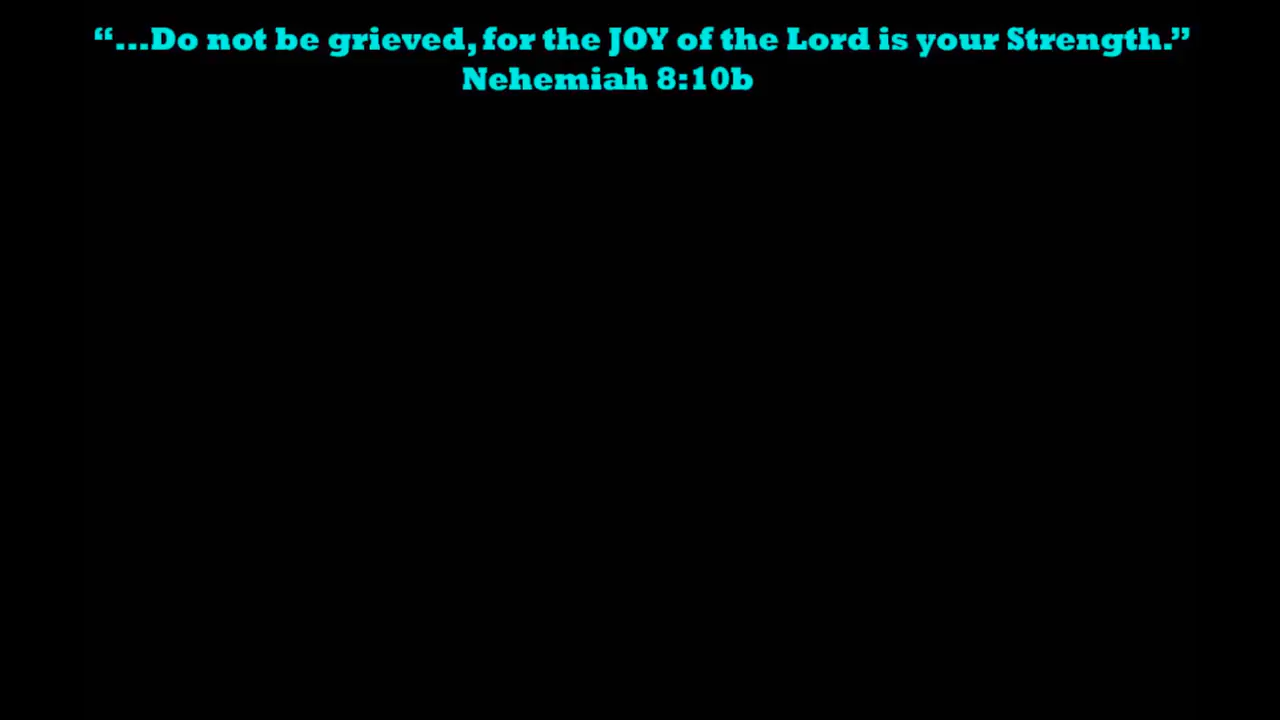 “...Do not be grieved, for the JOY of the Lord is your Strength.”
Nehemiah 8:10b